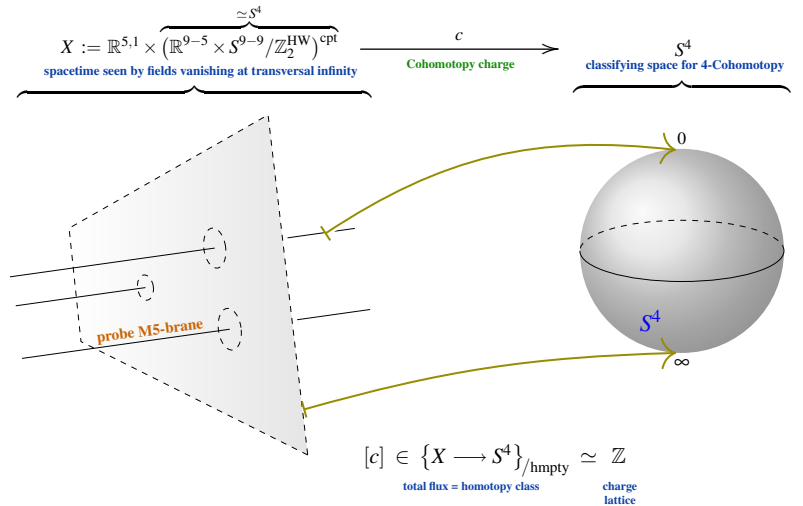 ≃S⁴
X := ℝ^{5,1} × (ℝ^{9−5} × S^{9−9}/ℤ₂^{HW})^{cpt}
c
S⁴
spacetime seen by fields vanishing at transversal infinity
Cohomotopy charge
classifying space for 4-Cohomotopy
0
probe M5-brane
S⁴
∞
[c] ∈ {X ⟶ S⁴}_{/hmpty} ≃ ℤ
total flux = homotopy class
charge
lattice